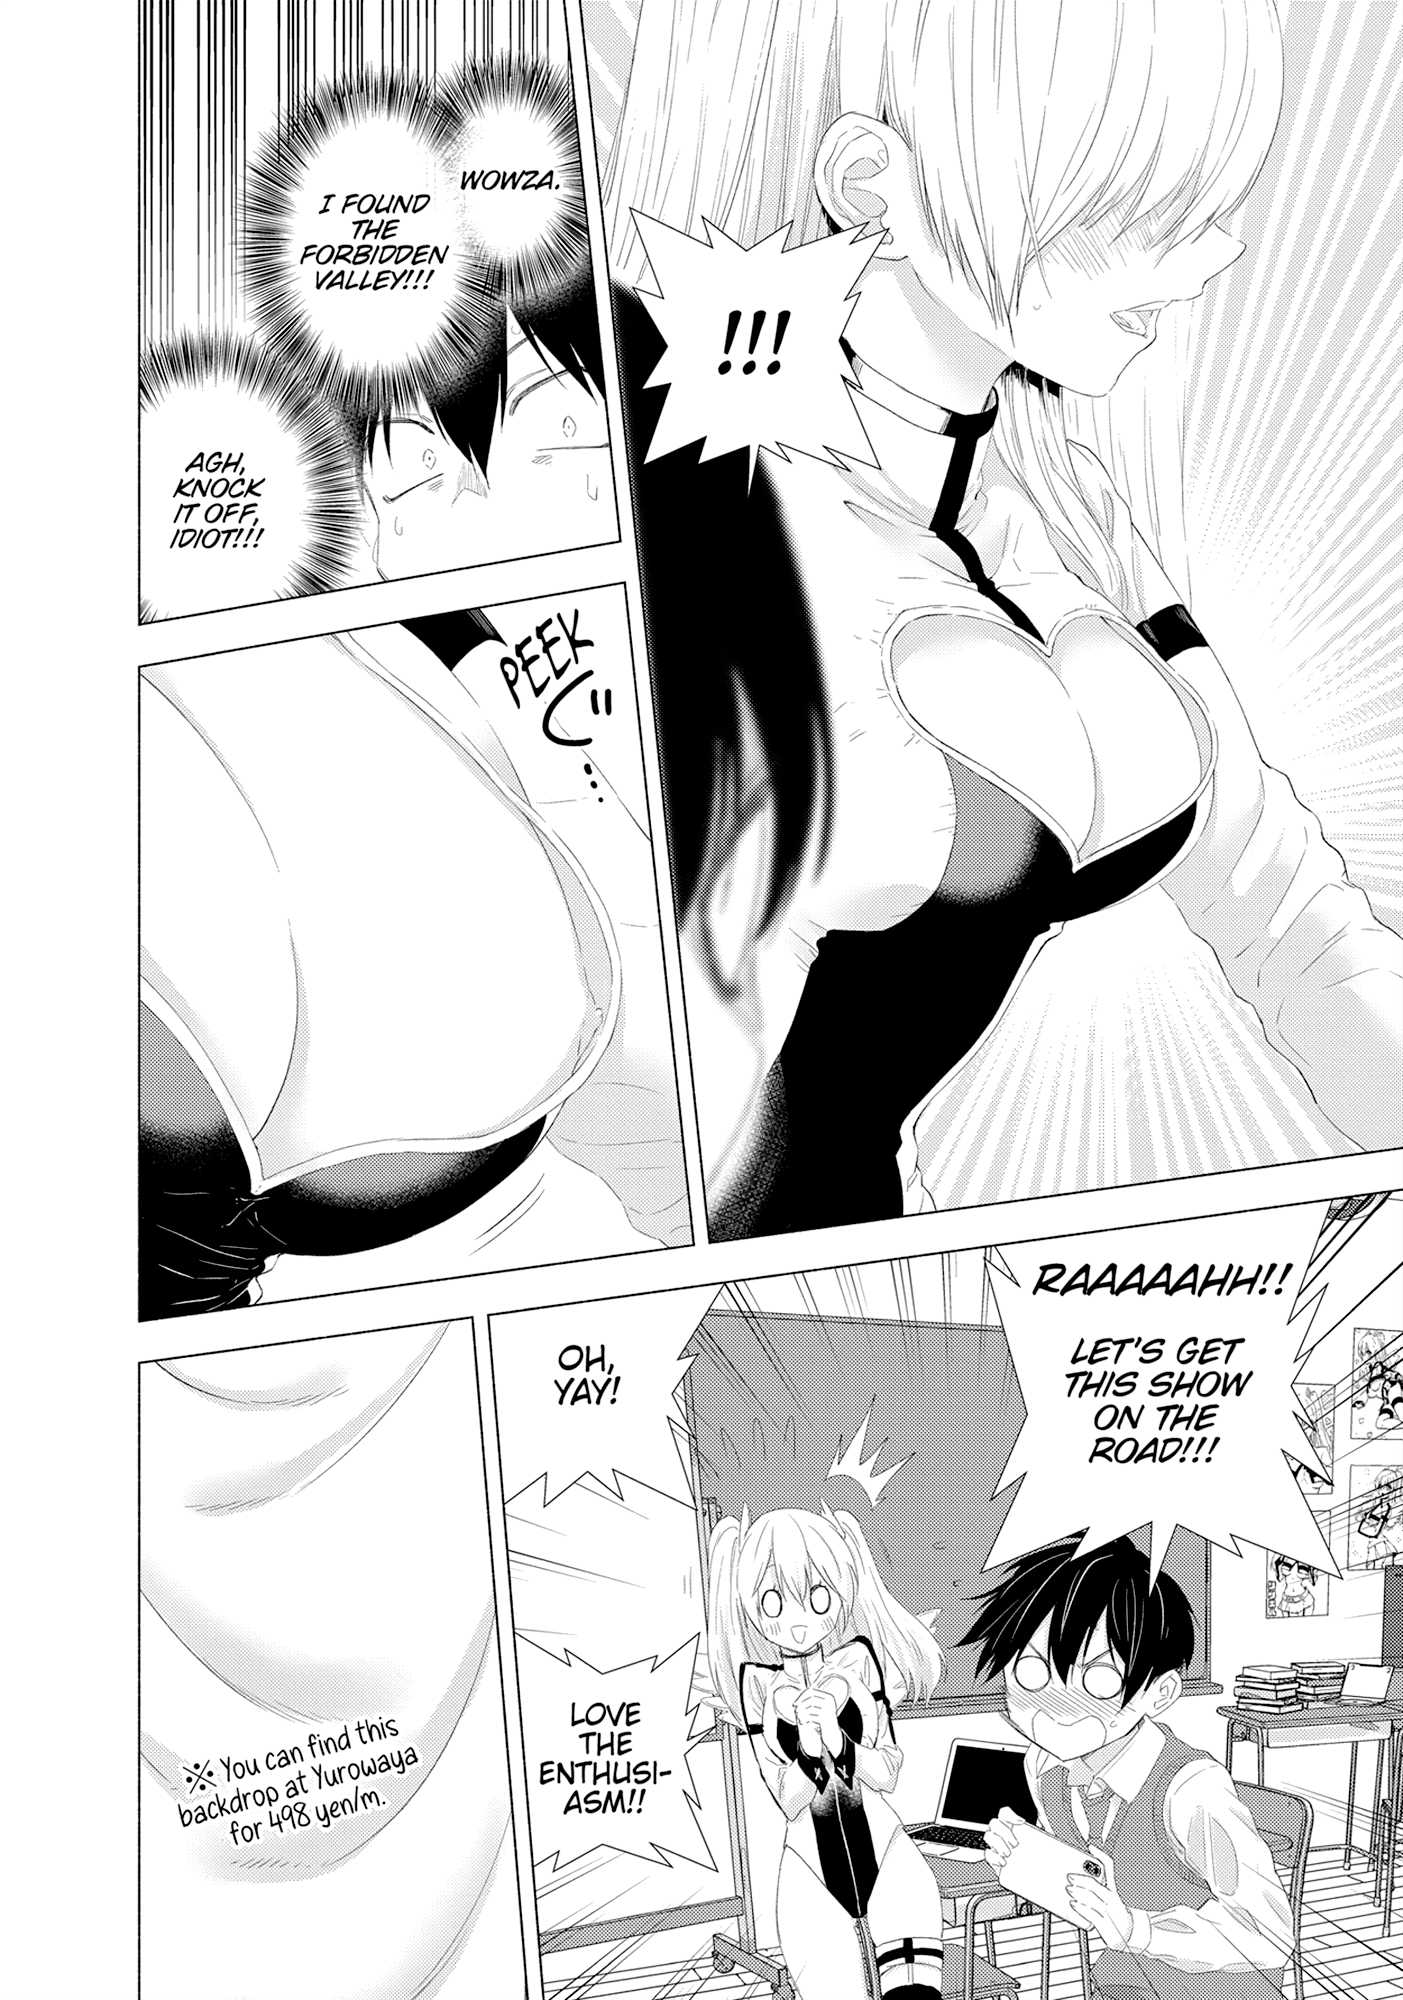 !!!
WOWZA.
I FOUND
THE
FORBIDDEN
VALLEY!!!
AGH,
KNOCK
IT OFF,
IDIOT!!!
PEEK
RAAAAAHH!!
LET'S GET
THIS SHOW
ON THE
ROAD!!!
OH,
YAY!
LOVE
THE
ENTHUSI-
ASM!!
※ You can find this
backdrop at Yurowaya
for 498 yen/m.